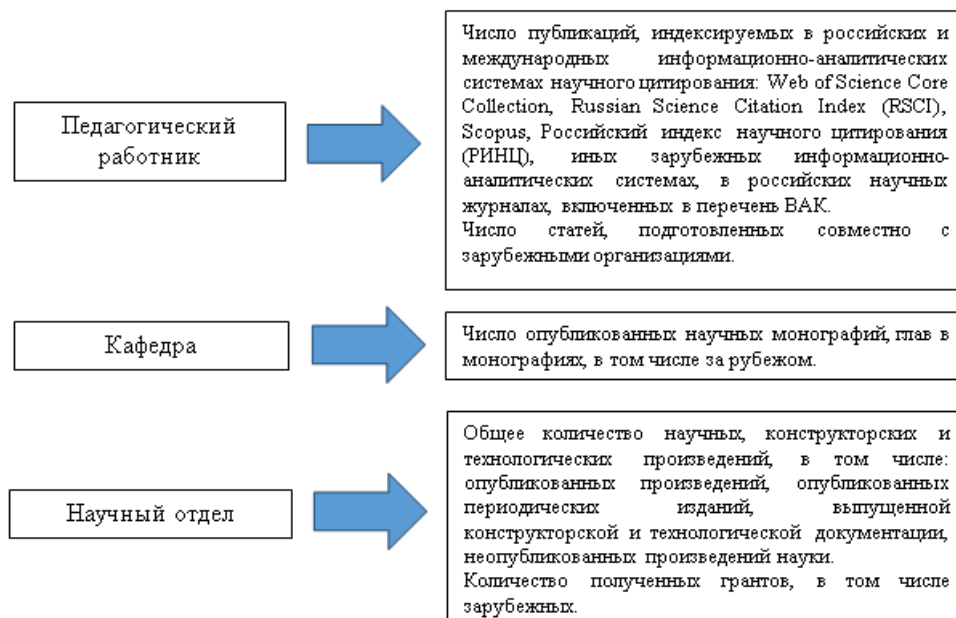 Педагогический
работник
Число публикаций, индексируемых в российских и
международных информационно-аналитических
системах научного цитирования: Web of Science Core
Collection, Russian Science Citation Index (RSCI),
Scopus, Российский индекс научного цитирования
(РИНЦ), иных зарубежных информационно-
аналитических системах, в российских научных
журналах, включенных в перечень ВАК.
Число статей, подготовленных совместно с
зарубежными организациями.
Кафедра
Число опубликованных научных монографий, глав в
монографиях, в том числе за рубежом.
Научный отдел
Общее количество научных, конструкторских и
технологических произведений, в том числе:
опубликованных произведений, опубликованных
периодических изданий, выпущенной
конструкторской и технологической документации,
неопубликованных произведений науки.
Количество полученных грантов, в том числе
зарубежных.